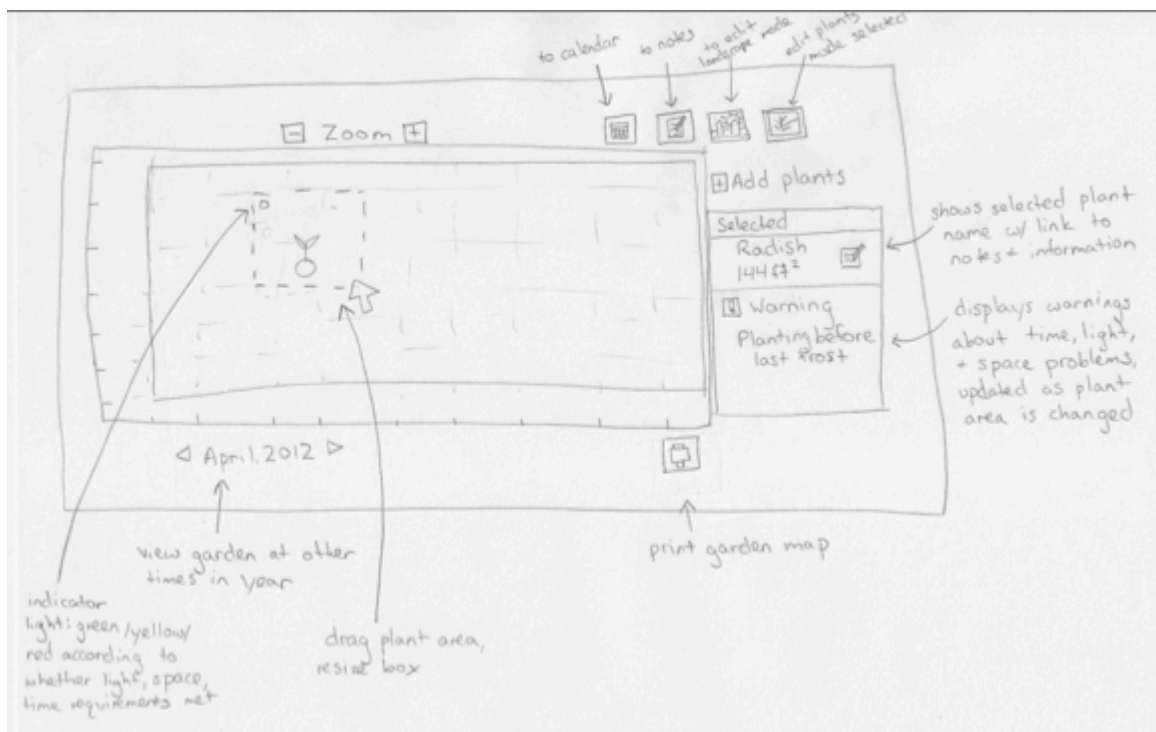 to calendar
to notes
to edit
landscape mode
edit plants
mode selected
- Zoom +
+ Add plants
Selected
Radish
144 ft²
! Warning
Planting before
last frost
shows selected plant
name w/ link to
notes + information
displays warnings
about time, light,
+ space problems,
updated as plant
area is changed
April, 2012
view garden at other
times in year
print garden map
indicator
light: green/yellow/
red according to
whether light, space,
time requirements met
drag plant area,
resize box